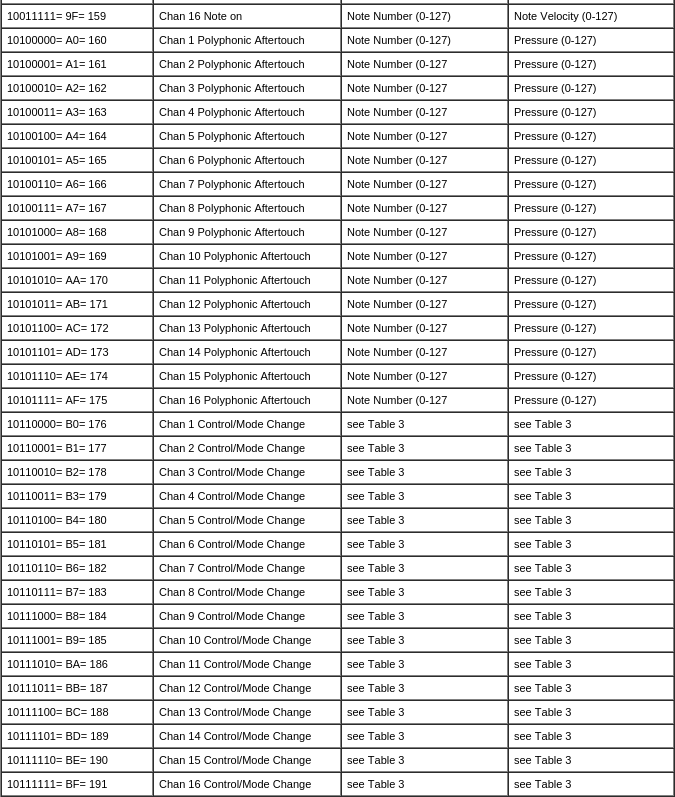 10011111= 9F= 159 Chan 16 Note on Note Number (0-127) Note Velocity (0-127)
10100000= A0= 160 Chan 1 Polyphonic Aftertouch Note Number (0-127) Pressure (0-127)
10100001= A1= 161 Chan 2 Polyphonic Aftertouch Note Number (0-127 Pressure (0-127)
10100010= A2= 162 Chan 3 Polyphonic Aftertouch Note Number (0-127 Pressure (0-127)
10100011= A3= 163 Chan 4 Polyphonic Aftertouch Note Number (0-127 Pressure (0-127)
10100100= A4= 164 Chan 5 Polyphonic Aftertouch Note Number (0-127 Pressure (0-127)
10100101= A5= 165 Chan 6 Polyphonic Aftertouch Note Number (0-127 Pressure (0-127)
10100110= A6= 166 Chan 7 Polyphonic Aftertouch Note Number (0-127 Pressure (0-127)
10100111= A7= 167 Chan 8 Polyphonic Aftertouch Note Number (0-127 Pressure (0-127)
10101000= A8= 168 Chan 9 Polyphonic Aftertouch Note Number (0-127 Pressure (0-127)
10101001= A9= 169 Chan 10 Polyphonic Aftertouch Note Number (0-127 Pressure (0-127)
10101010= AA= 170 Chan 11 Polyphonic Aftertouch Note Number (0-127 Pressure (0-127)
10101011= AB= 171 Chan 12 Polyphonic Aftertouch Note Number (0-127 Pressure (0-127)
10101100= AC= 172 Chan 13 Polyphonic Aftertouch Note Number (0-127 Pressure (0-127)
10101101= AD= 173 Chan 14 Polyphonic Aftertouch Note Number (0-127 Pressure (0-127)
10101110= AE= 174 Chan 15 Polyphonic Aftertouch Note Number (0-127 Pressure (0-127)
10101111= AF= 175 Chan 16 Polyphonic Aftertouch Note Number (0-127 Pressure (0-127)
10110000= B0= 176 Chan 1 Control/Mode Change see Table 3 see Table 3
10110001= B1= 177 Chan 2 Control/Mode Change see Table 3 see Table 3
10110010= B2= 178 Chan 3 Control/Mode Change see Table 3 see Table 3
10110011= B3= 179 Chan 4 Control/Mode Change see Table 3 see Table 3
10110100= B4= 180 Chan 5 Control/Mode Change see Table 3 see Table 3
10110101= B5= 181 Chan 6 Control/Mode Change see Table 3 see Table 3
10110110= B6= 182 Chan 7 Control/Mode Change see Table 3 see Table 3
10110111= B7= 183 Chan 8 Control/Mode Change see Table 3 see Table 3
10111000= B8= 184 Chan 9 Control/Mode Change see Table 3 see Table 3
10111001= B9= 185 Chan 10 Control/Mode Change see Table 3 see Table 3
10111010= BA= 186 Chan 11 Control/Mode Change see Table 3 see Table 3
10111011= BB= 187 Chan 12 Control/Mode Change see Table 3 see Table 3
10111100= BC= 188 Chan 13 Control/Mode Change see Table 3 see Table 3
10111101= BD= 189 Chan 14 Control/Mode Change see Table 3 see Table 3
10111110= BE= 190 Chan 15 Control/Mode Change see Table 3 see Table 3
10111111= BF= 191 Chan 16 Control/Mode Change see Table 3 see Table 3